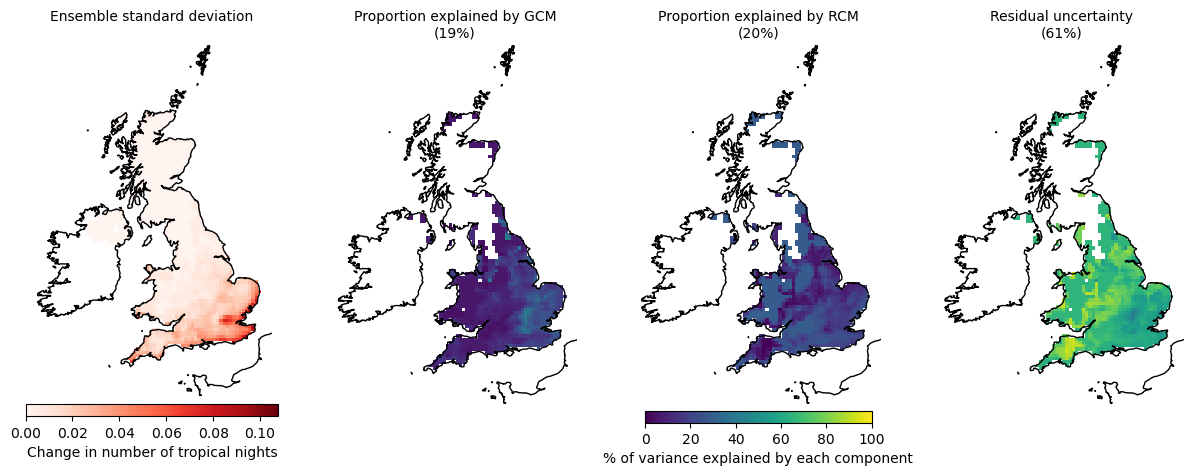 Ensemble standard deviation
Proportion explained by GCM
(19%)
Proportion explained by RCM
(20%)
Residual uncertainty
(61%)
0.00 0.02 0.04 0.06 0.08 0.10
Change in number of tropical nights
0 20 40 60 80 100
% of variance explained by each component